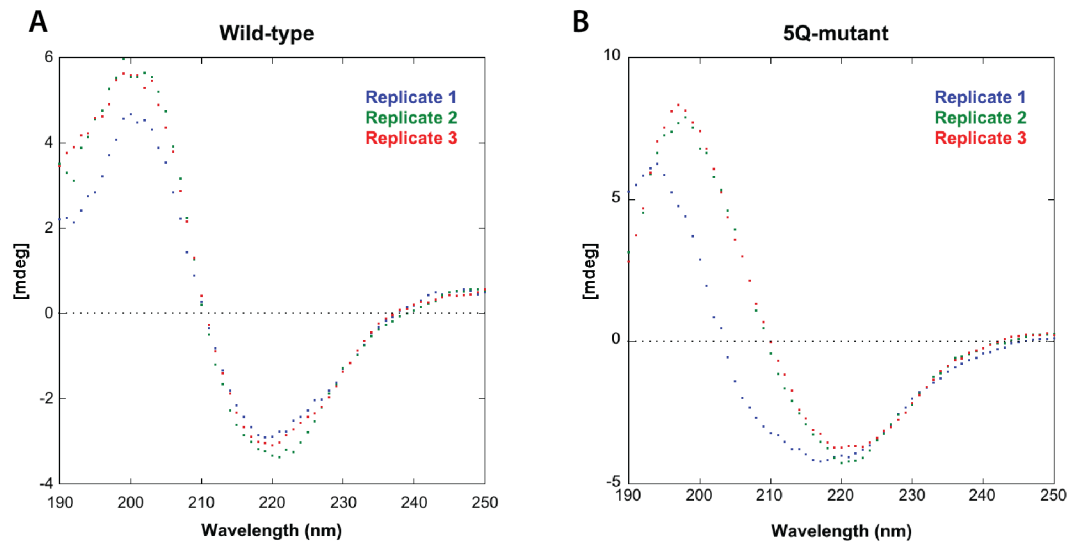 A
Wild-type
6
4
2
0
-2
-4
[mdeg]
Replicate 1
Replicate 2
Replicate 3
190 200 210 220 230 240 250
Wavelength (nm)
B
5Q-mutant
10
5
0
-5
[mdeg]
Replicate 1
Replicate 2
Replicate 3
190 200 210 220 230 240 250
Wavelength (nm)